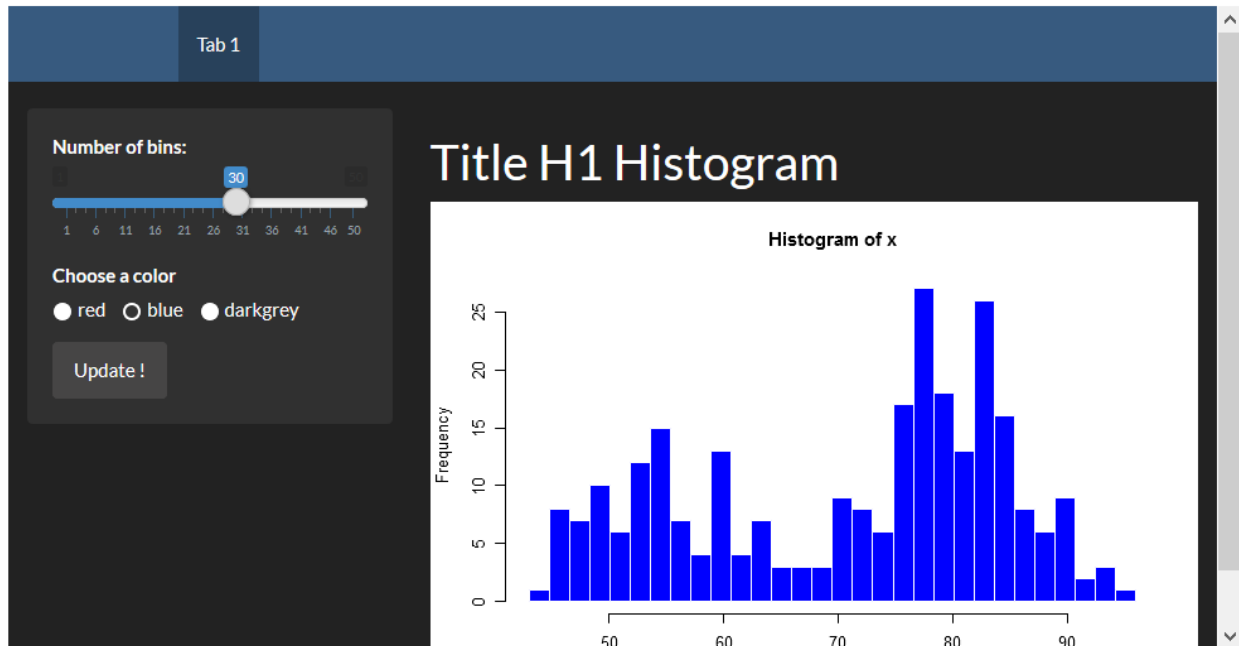 Tab 1
Number of bins:
30
1 6 11 16 21 26 31 36 41 46 50
Choose a color
red blue darkgrey
Update !
Title H1 Histogram
Histogram of x
Frequency
25
20
15
10
5
0
50 60 70 80 90